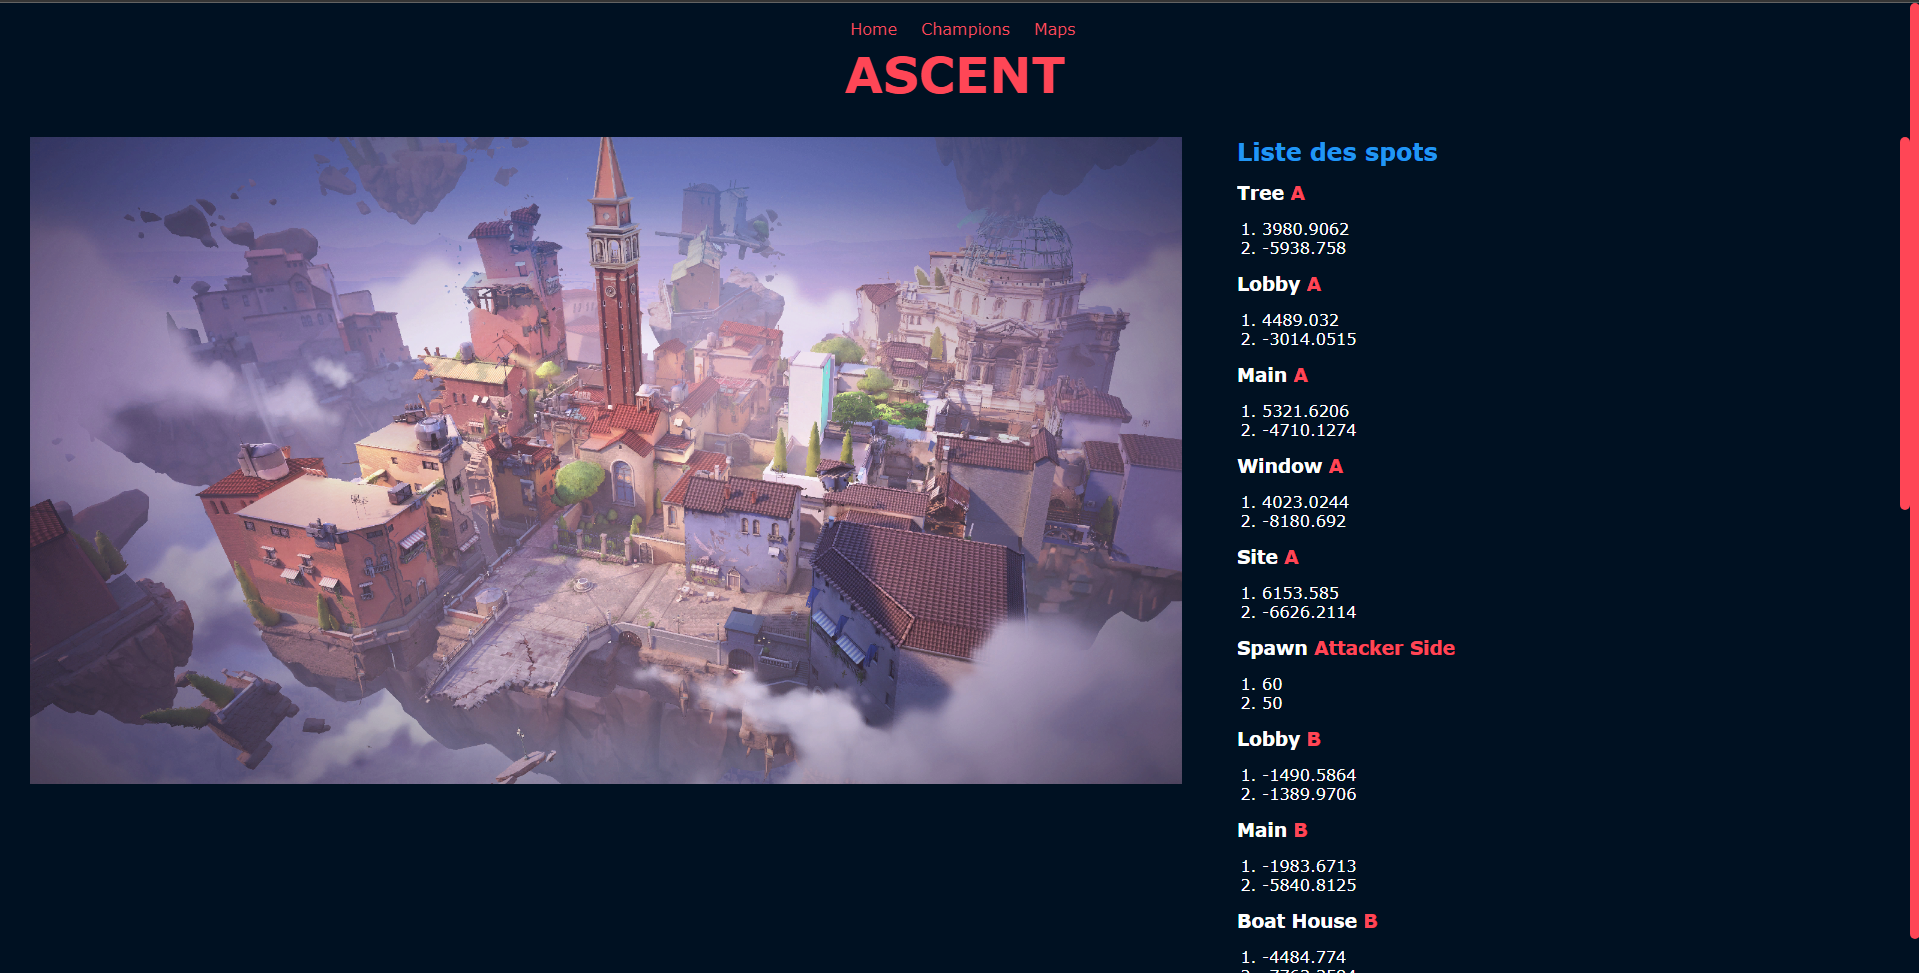 Home Champions Maps
ASCENT
Liste des spots
Tree A
1. 3980.9062
2. -5938.758
Lobby A
1. 4489.032
2. -3014.0515
Main A
1. 5321.6206
2. -4710.1274
Window A
1. 4023.0244
2. -8180.692
Site A
1. 6153.585
2. -6626.2114
Spawn Attacker Side
1. 60
2. 50
Lobby B
1. -1490.5864
2. -1389.9706
Main B
1. -1983.6713
2. -5840.8125
Boat House B
1. -4484.774